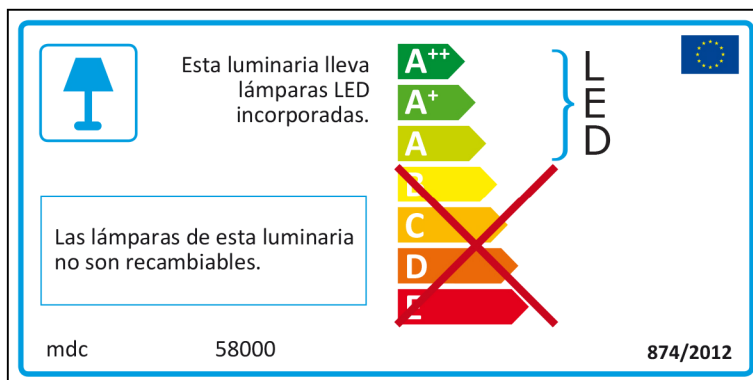 Esta luminaria lleva
lámparas LED
incorporadas.
A++
A+
A
B
C
D
E
L
E
D
Las lámparas de esta luminaria
no son recambiables.
mdc 58000
874/2012